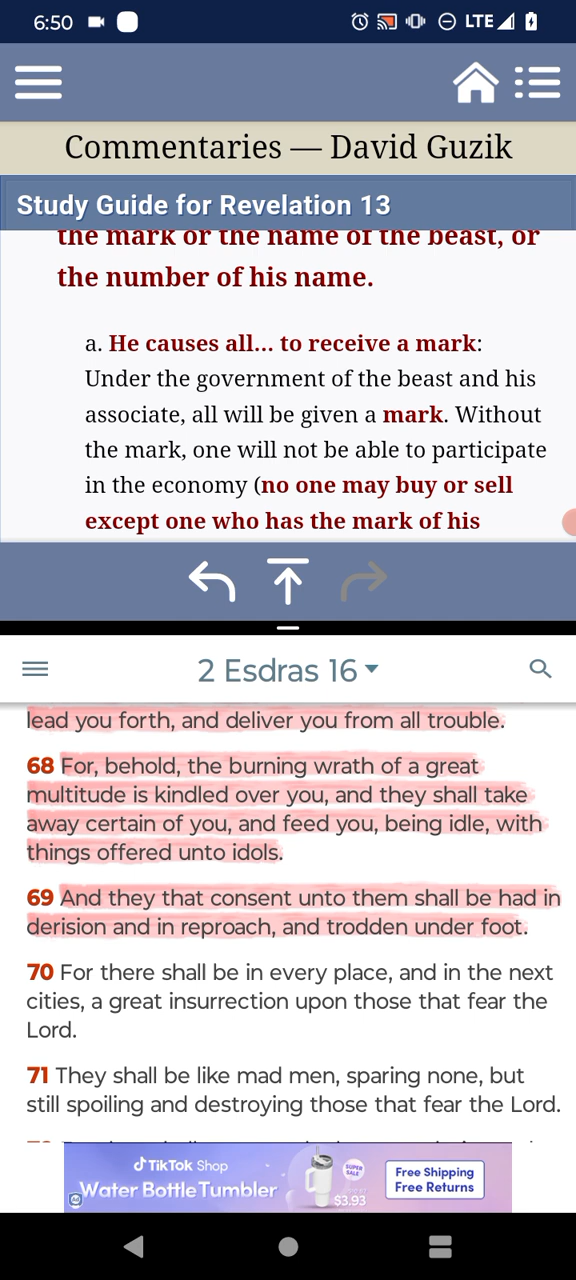 6:50
LTE
Commentaries — David Guzik
Study Guide for Revelation 13
the mark or the name of the beast, or
the number of his name.
a. He causes all… to receive a mark:
Under the government of the beast and his
associate, all will be given a mark. Without
the mark, one will not be able to participate
in the economy (no one may buy or sell
except one who has the mark of his
2 Esdras 16
lead you forth, and deliver you from all trouble.
68 For, behold, the burning wrath of a great
multitude is kindled over you, and they shall take
away certain of you, and feed you, being idle, with
things offered unto idols.
69 And they that consent unto them shall be had in
derision and in reproach, and trodden under foot.
70 For there shall be in every place, and in the next
cities, a great insurrection upon those that fear the
Lord.
71 They shall be like mad men, sparing none, but
still spoiling and destroying those that fear the Lord.
TikTok Shop
Water Bottle Tumbler
SUPER
SALE
$3.93
Free Shipping
Free Returns
Ad